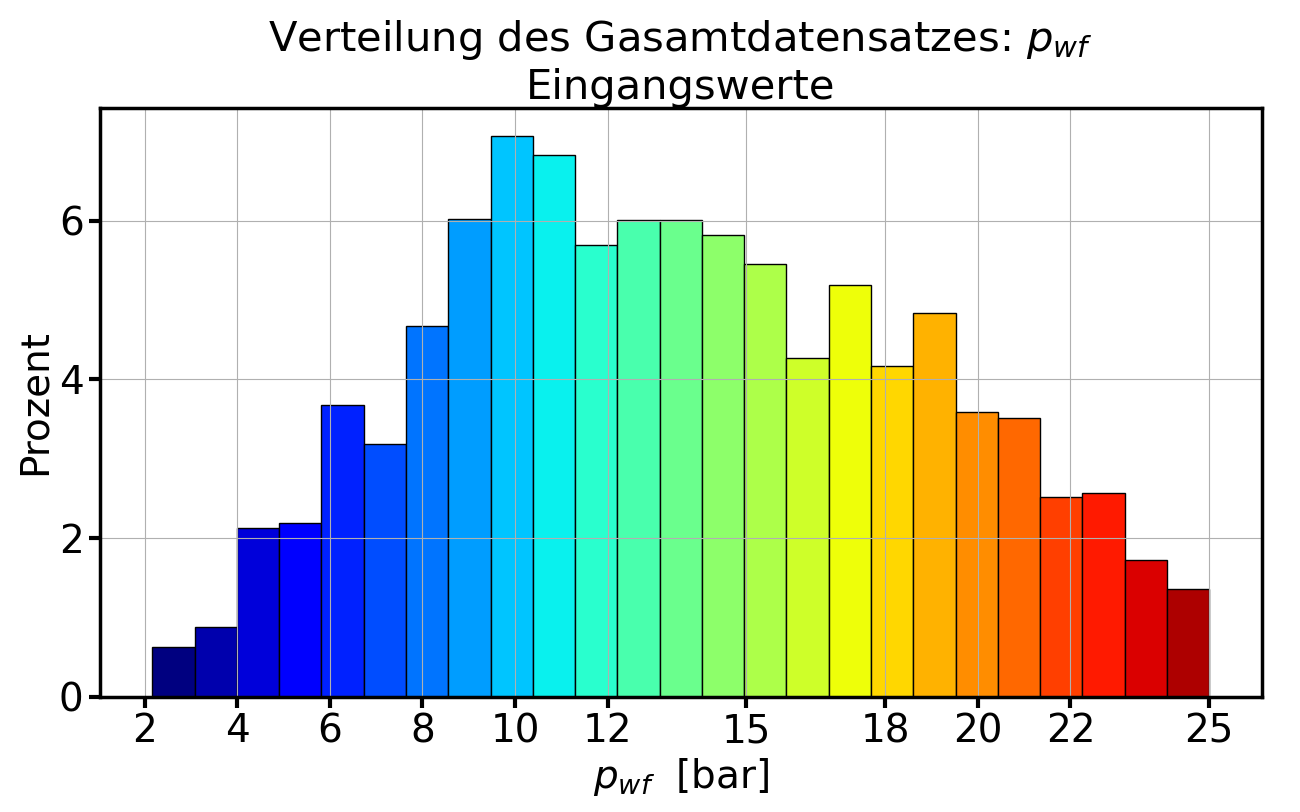 Verteilung des Gasamtdatensatzes: p_wf
Eingangswerte
Prozent
6
4
2
0
2 4 6 8 10 12 15 18 20 22 25
p_wf [bar]